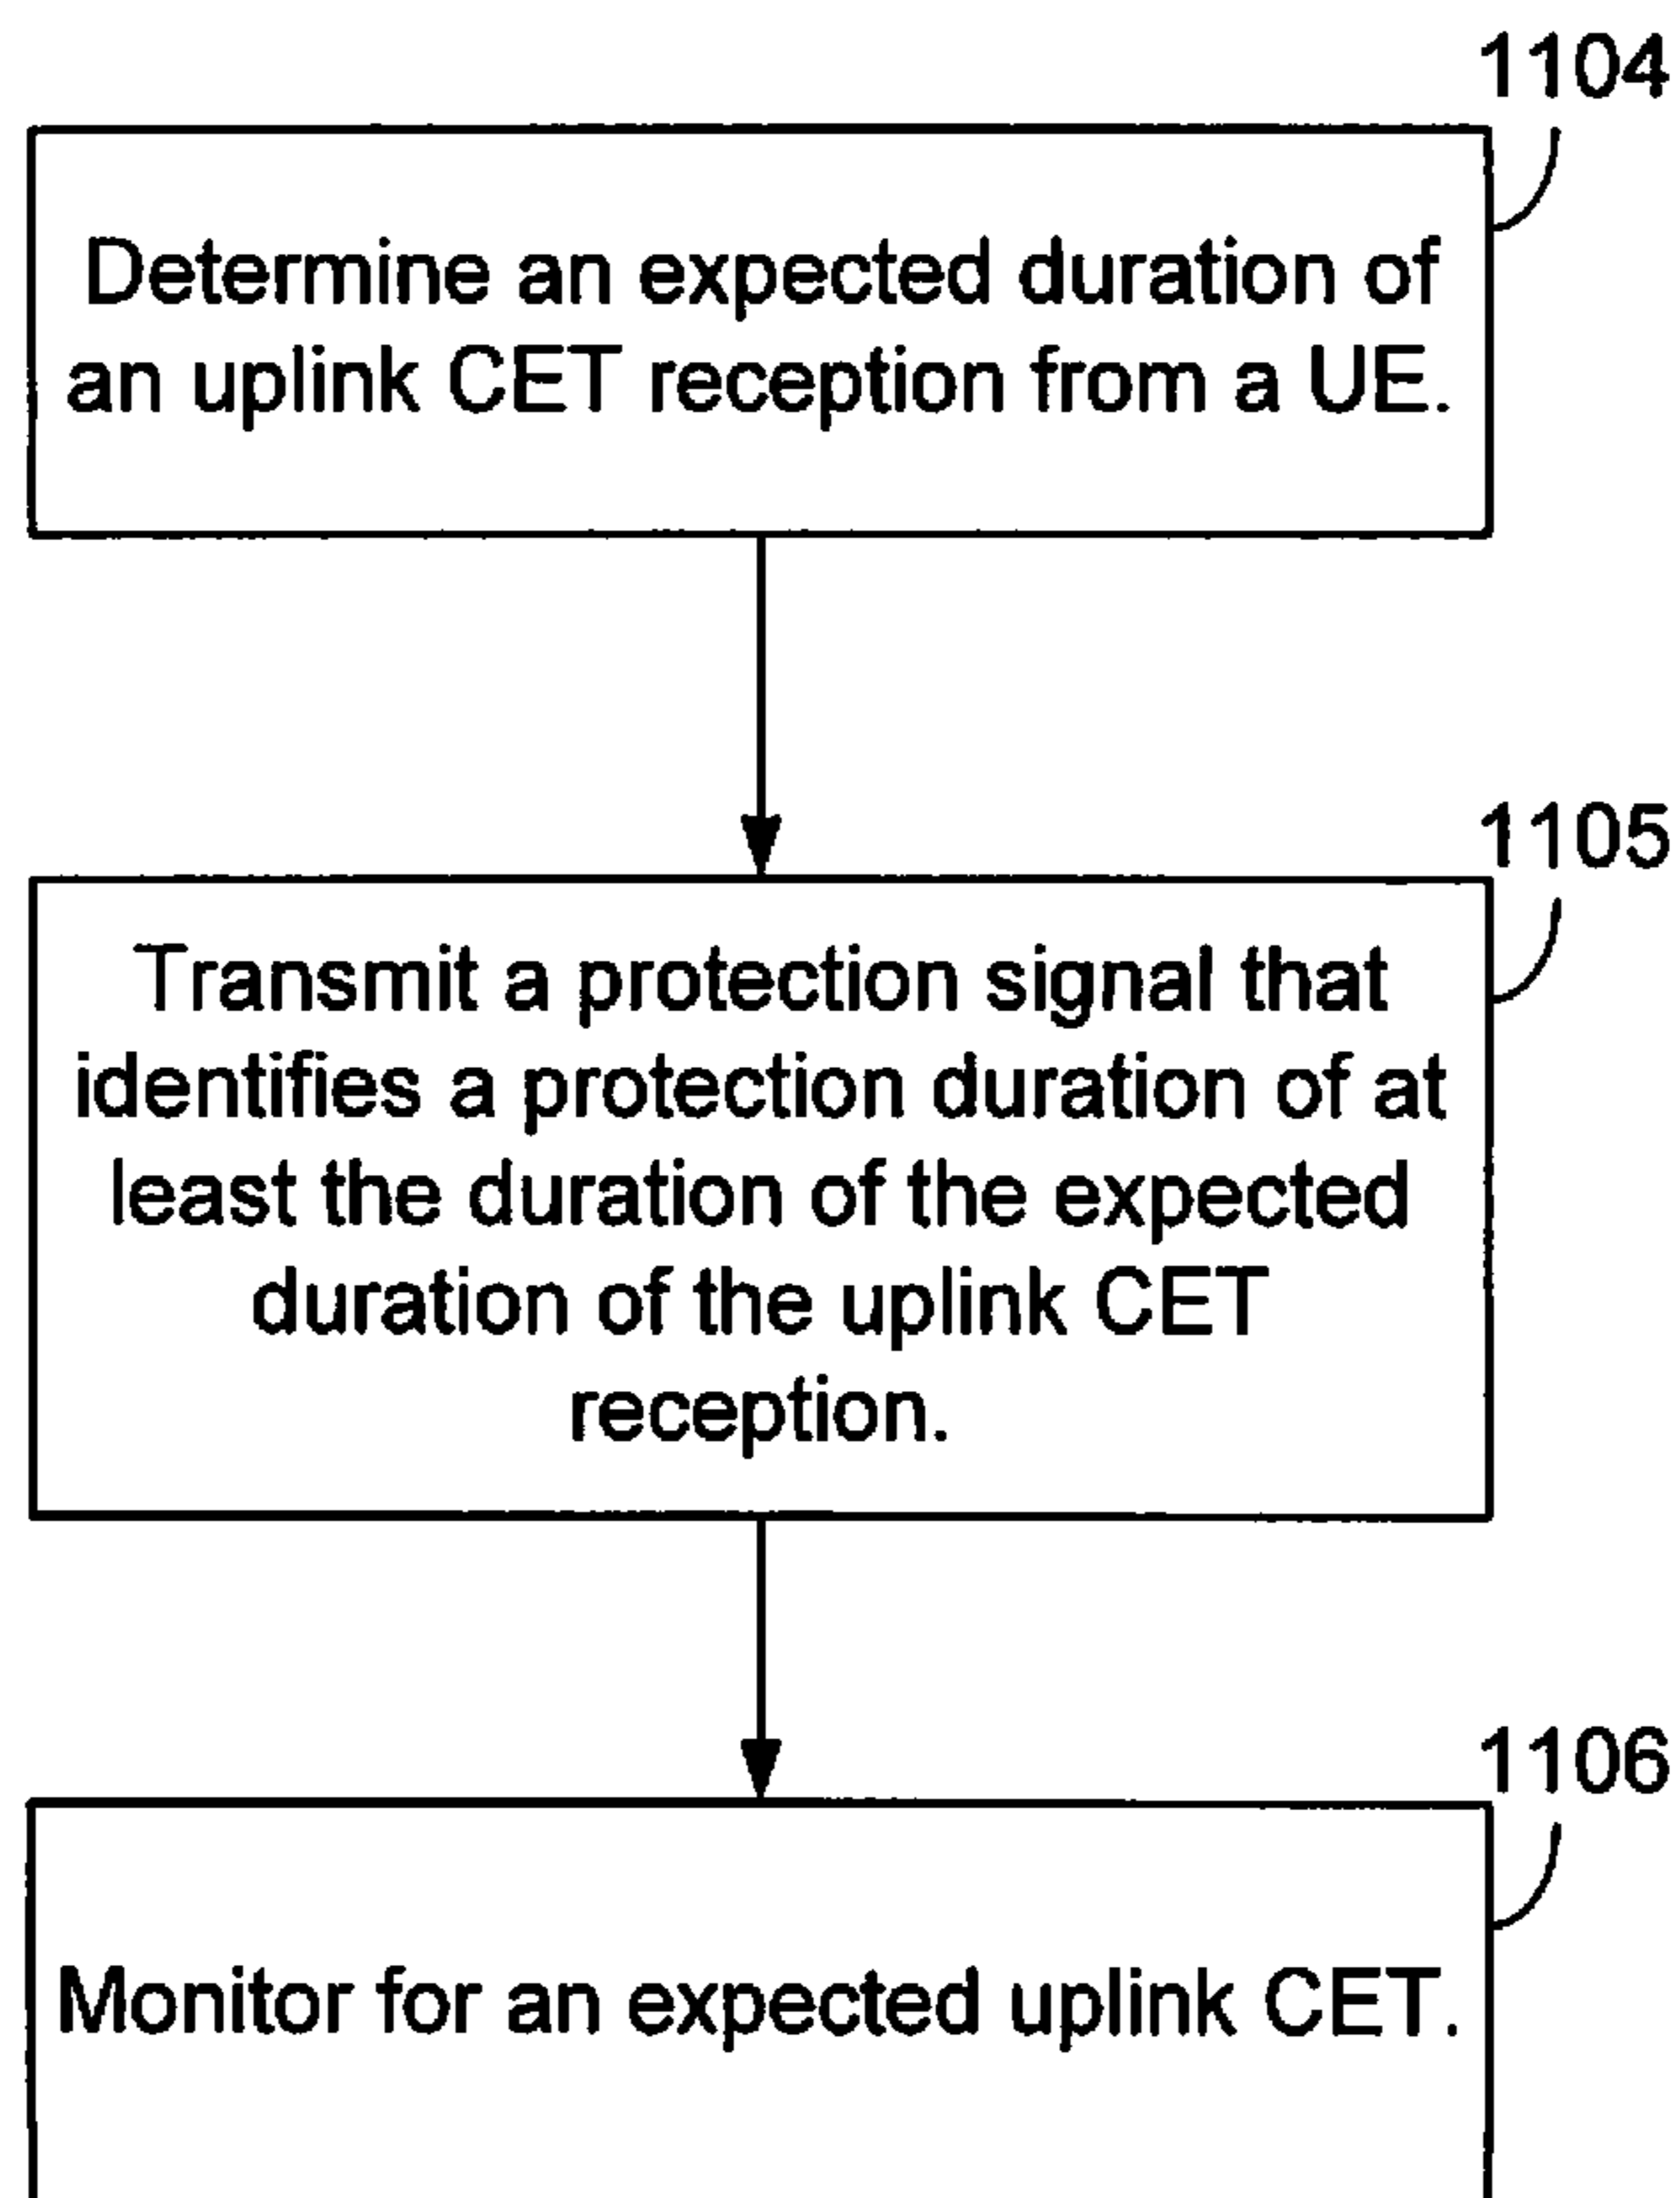 1104
Determine an expected duration of
an uplink CET reception from a UE.
1105
Transmit a protection signal that
identifies a protection duration of at
least the duration of the expected
duration of the uplink CET
reception.
1106
Monitor for an expected uplink CET.